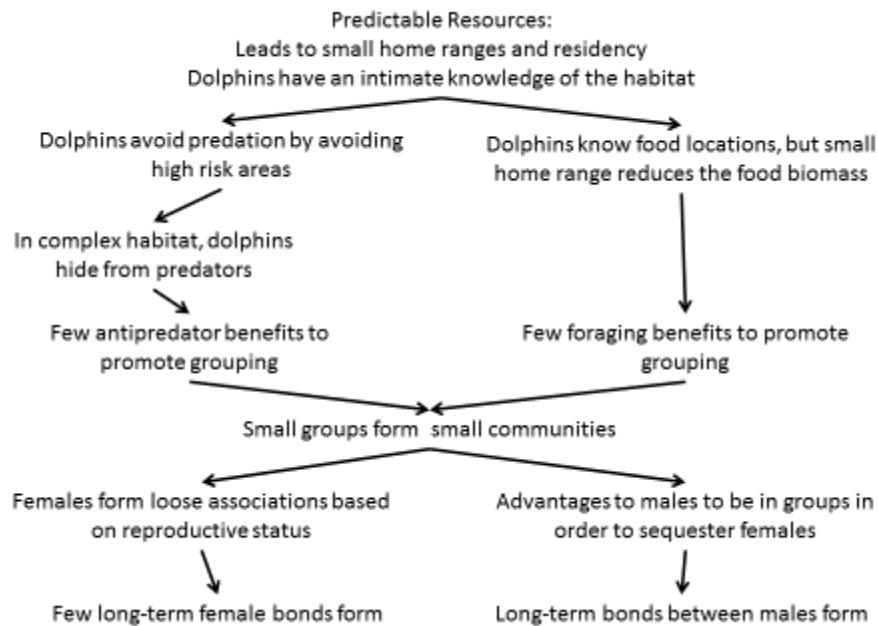 Predictable Resources:
Leads to small home ranges and residency
Dolphins have an intimate knowledge of the habitat
Dolphins avoid predation by avoiding
high risk areas
Dolphins know food locations, but small
home range reduces the food biomass
In complex habitat, dolphins
hide from predators
Few antipredator benefits to
promote grouping
Few foraging benefits to promote
grouping
Small groups form small communities
Females form loose associations based
on reproductive status
Advantages to males to be in groups in
order to sequester females
Few long-term female bonds form
Long-term bonds between males form